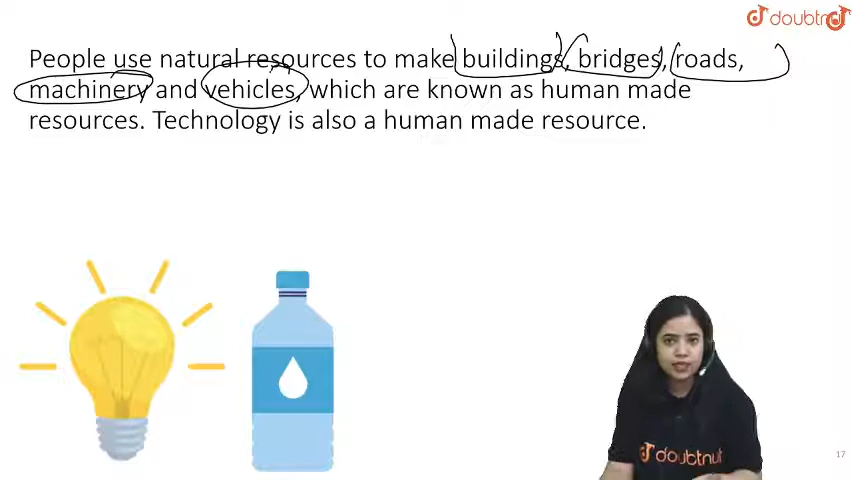 doubtnut
People use natural resources to make buildings, bridges, roads,
machinery and vehicles, which are known as human made
resources. Technology is also a human made resource.
doubtnut
17